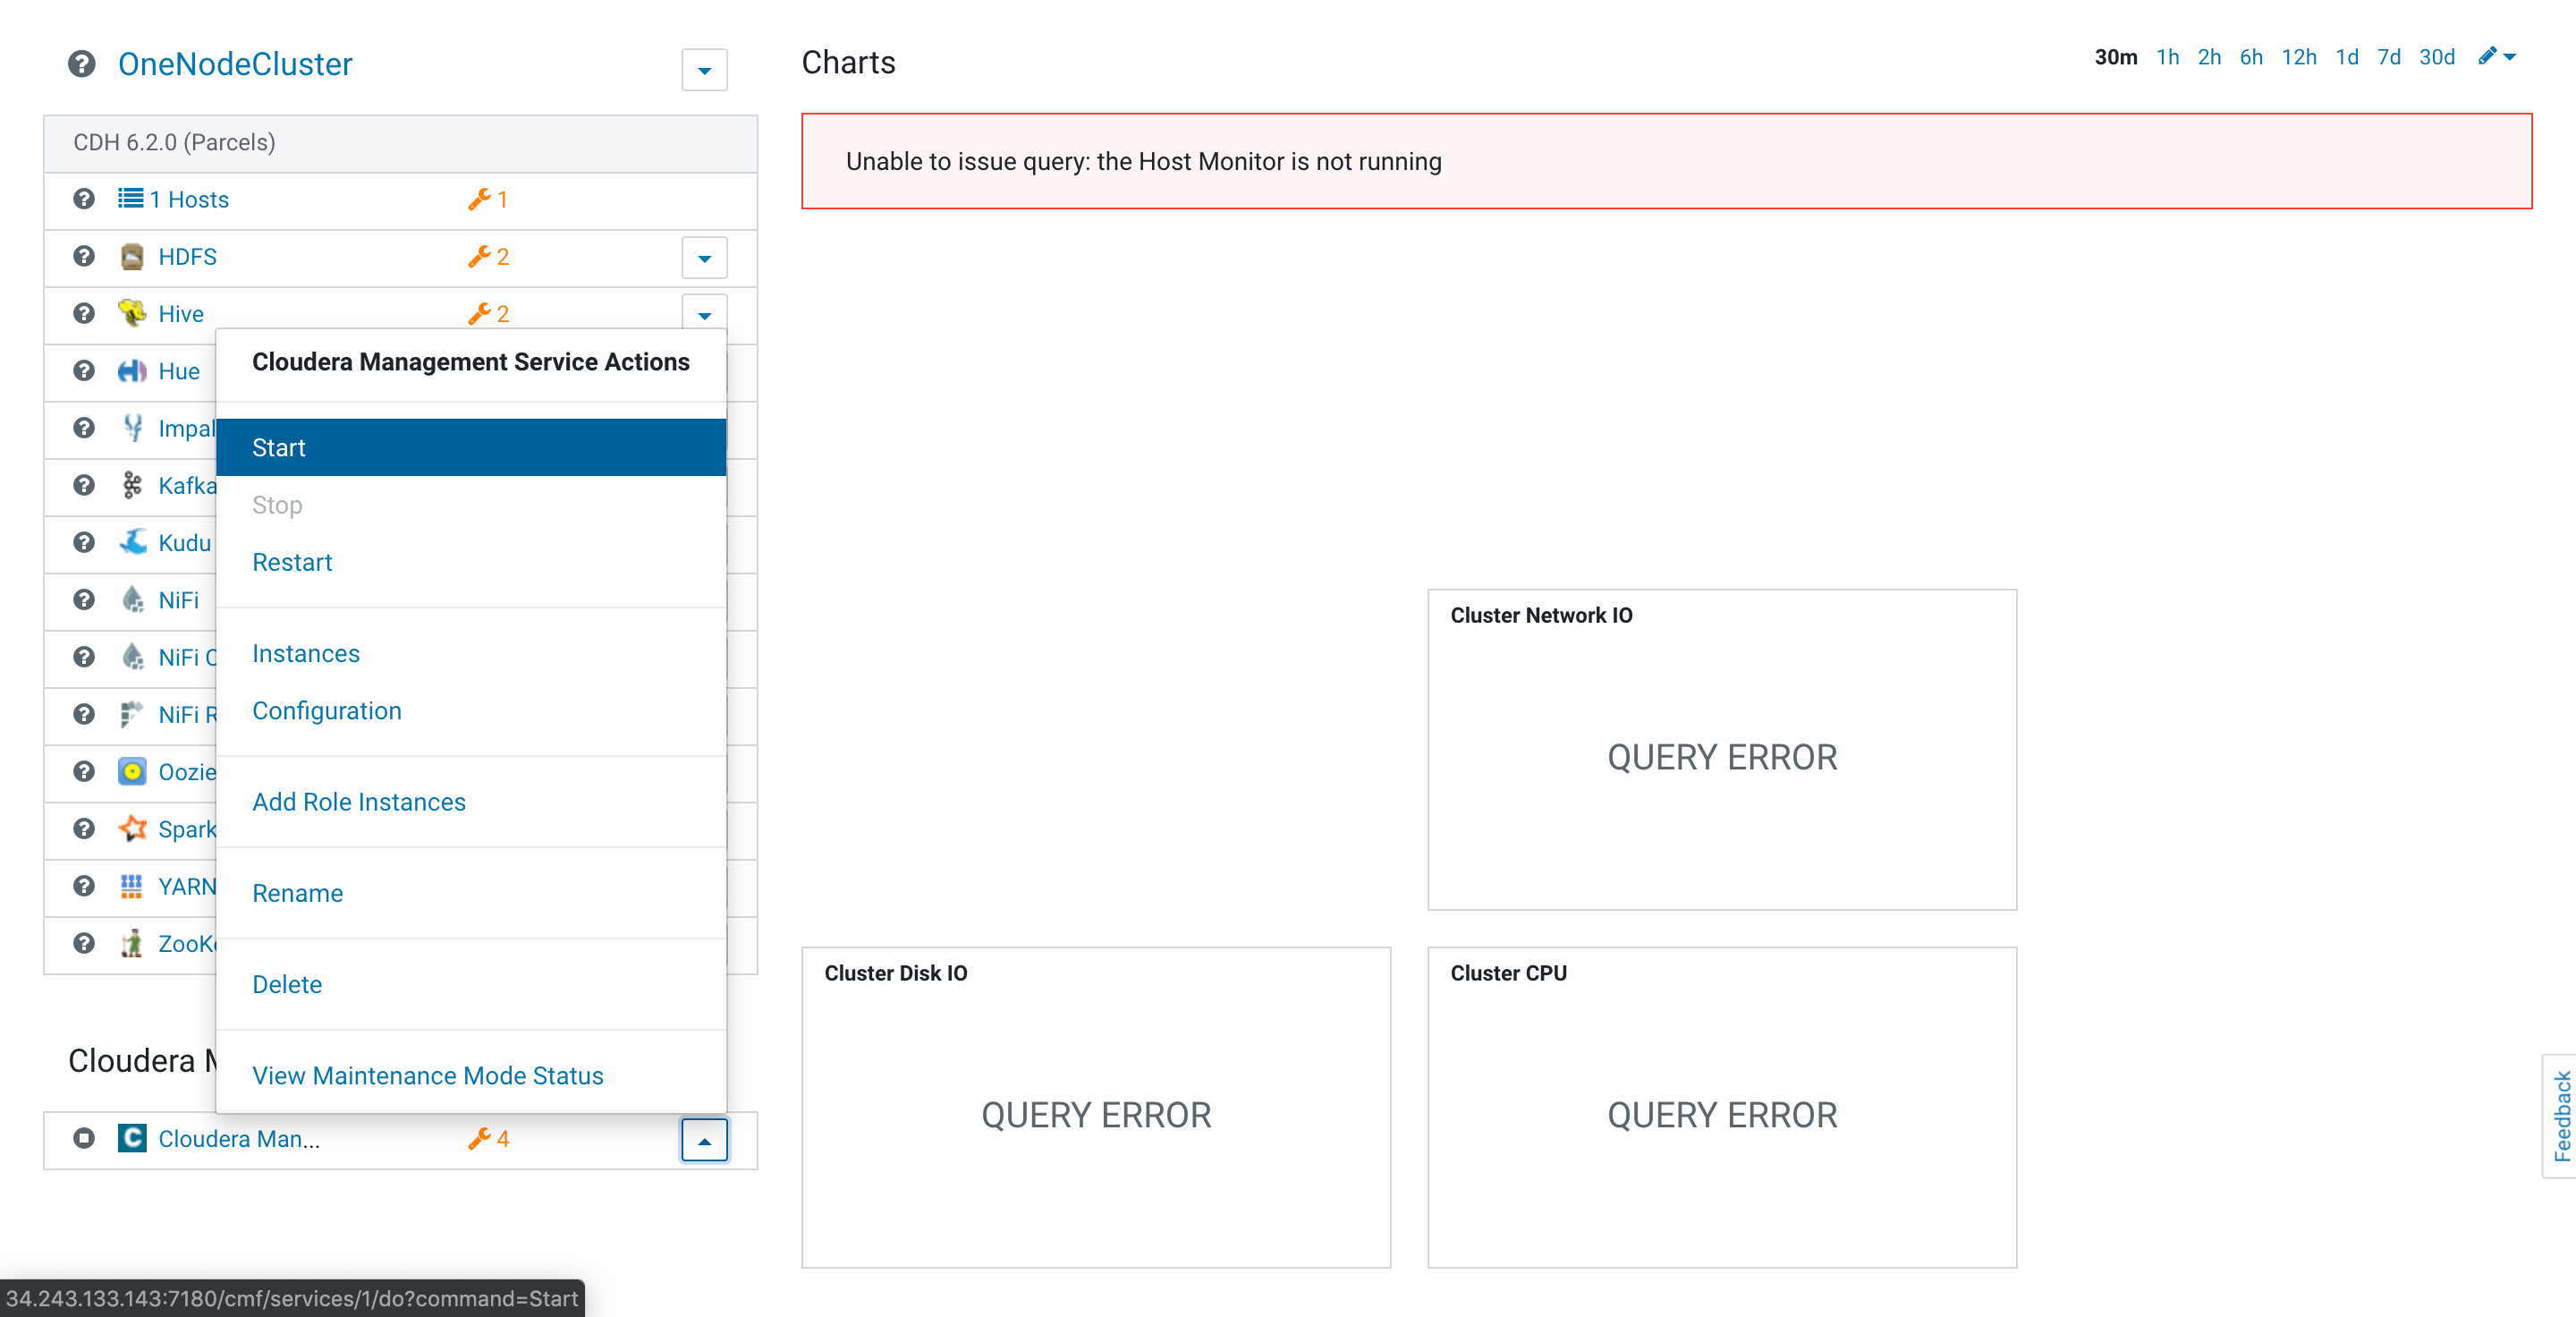 OneNodeCluster
CDH 6.2.0 (Parcels)
1 Hosts 1
HDFS 2
Hive 2
Hue
Impal
Kafka
Kudu
NiFi
NiFi C
NiFi R
Oozie
Spark
YARN
ZooK
Cloudera Management Service Actions
Start
Stop
Restart
Instances
Configuration
Add Role Instances
Rename
Delete
View Maintenance Mode Status
Cloudera M
Cloudera Man... 4
Charts
30m 1h 2h 6h 12h 1d 7d 30d
Unable to issue query: the Host Monitor is not running
Cluster Network IO
QUERY ERROR
Cluster Disk IO
QUERY ERROR
Cluster CPU
QUERY ERROR
Feedback
34.243.133.143:7180/cmf/services/1/do?command=Start